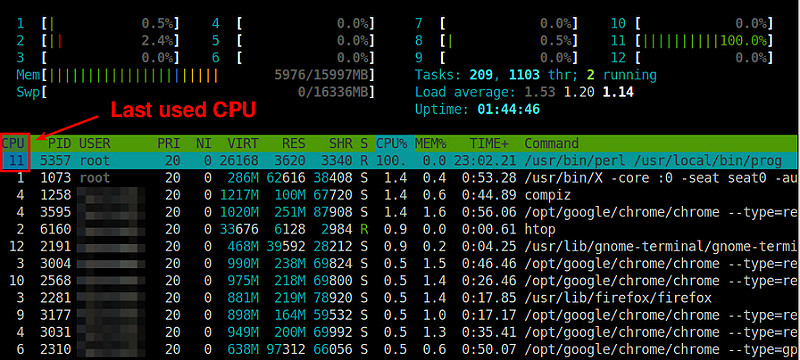 1 [| 0.5%] 4 [ 0.0%] 7 [ 0.0%] 10 [ 0.0%]
2 [|| 2.4%] 5 [ 0.0%] 8 [| 0.5%] 11 [||||||||||100.0%]
3 [ 0.0%] 6 [ 0.0%] 9 [ 0.0%] 12 [ 0.0%]
Mem[|||||||||||||||||||||| 5976/15997MB] Tasks: 209, 1103 thr; 2 running
Swp[ 0/16336MB] Load average: 1.53 1.20 1.14
Uptime: 01:44:46
Last used CPU
CPU PID USER PRI NI VIRT RES SHR S CPU% MEM% TIME+ Command
11 5357 root 20 0 26168 3620 3340 R 100. 0.0 23:02.21 /usr/bin/perl /usr/local/bin/prog
1 1073 root 20 0 286M 62616 38408 S 1.4 0.4 0:53.28 /usr/bin/X -core :0 -seat seat0 -au
4 1258 20 0 1217M 100M 67720 S 1.4 0.6 0:44.89 compiz
4 3595 20 0 1020M 251M 87908 S 1.4 1.6 0:56.06 /opt/google/chrome/chrome --type=re
2 6160 20 0 33676 6128 2984 R 0.9 0.0 0:00.61 htop
12 2191 20 0 468M 39592 28212 S 0.9 0.2 0:04.25 /usr/lib/gnome-terminal/gnome-termi
3 3004 20 0 990M 238M 69824 S 0.5 1.5 0:46.46 /opt/google/chrome/chrome --type=re
10 2568 20 0 975M 218M 69800 S 0.5 1.4 0:26.46 /opt/google/chrome/chrome --type=re
3 2281 20 0 881M 219M 78920 S 0.5 1.4 0:17.85 /usr/lib/firefox/firefox
9 3177 20 0 898M 164M 59532 S 0.5 1.0 0:17.17 /opt/google/chrome/chrome --type=re
4 3031 20 0 949M 200M 69992 S 0.5 1.3 0:35.41 /opt/google/chrome/chrome --type=re
6 2310 20 0 638M 97312 66056 S 0.5 0.6 0:50.07 /opt/google/chrome/chrome --type=gp